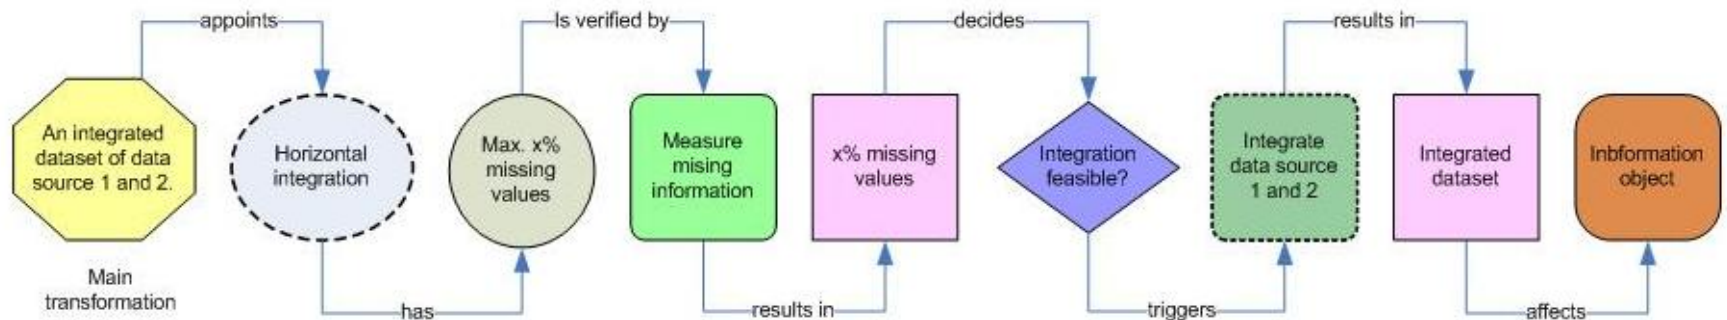 appoints
Is verified by
decides
results in
An integrated
dataset of data
source 1 and 2.
Horizontal
integration
Max. x%
missing
values
Measure
mising
information
x% missing
values
Integration
feasible?
Integrate
data source
1 and 2
Integrated
dataset
Inbformation
object
Main
transformation
has
results in
triggers
affects